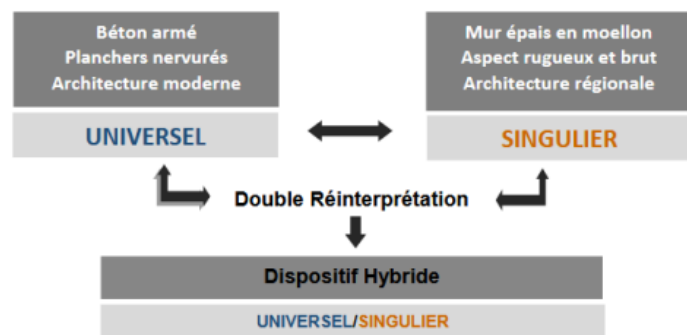 Béton armé
Planchers nervurés
Architecture moderne
UNIVERSEL
Mur épais en moellon
Aspect rugueux et brut
Architecture régionale
SINGULIER
Double Réinterprétation
Dispositif Hybride
UNIVERSEL/SINGULIER